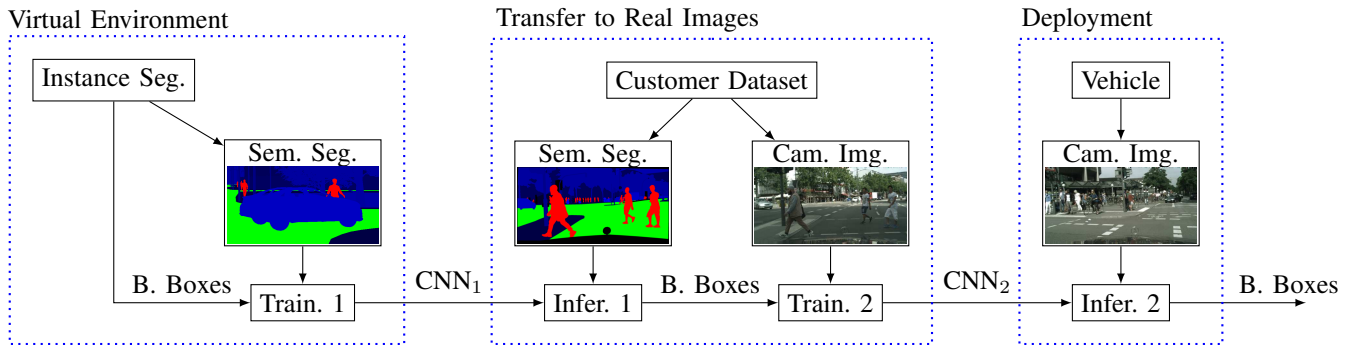 Virtual Environment
Transfer to Real Images
Deployment
Instance Seg.
Customer Dataset
Vehicle
Sem. Seg.
Sem. Seg.
Cam. Img.
Cam. Img.
B. Boxes
Train. 1
CNN₁
Infer. 1
B. Boxes
Train. 2
CNN₂
Infer. 2
B. Boxes